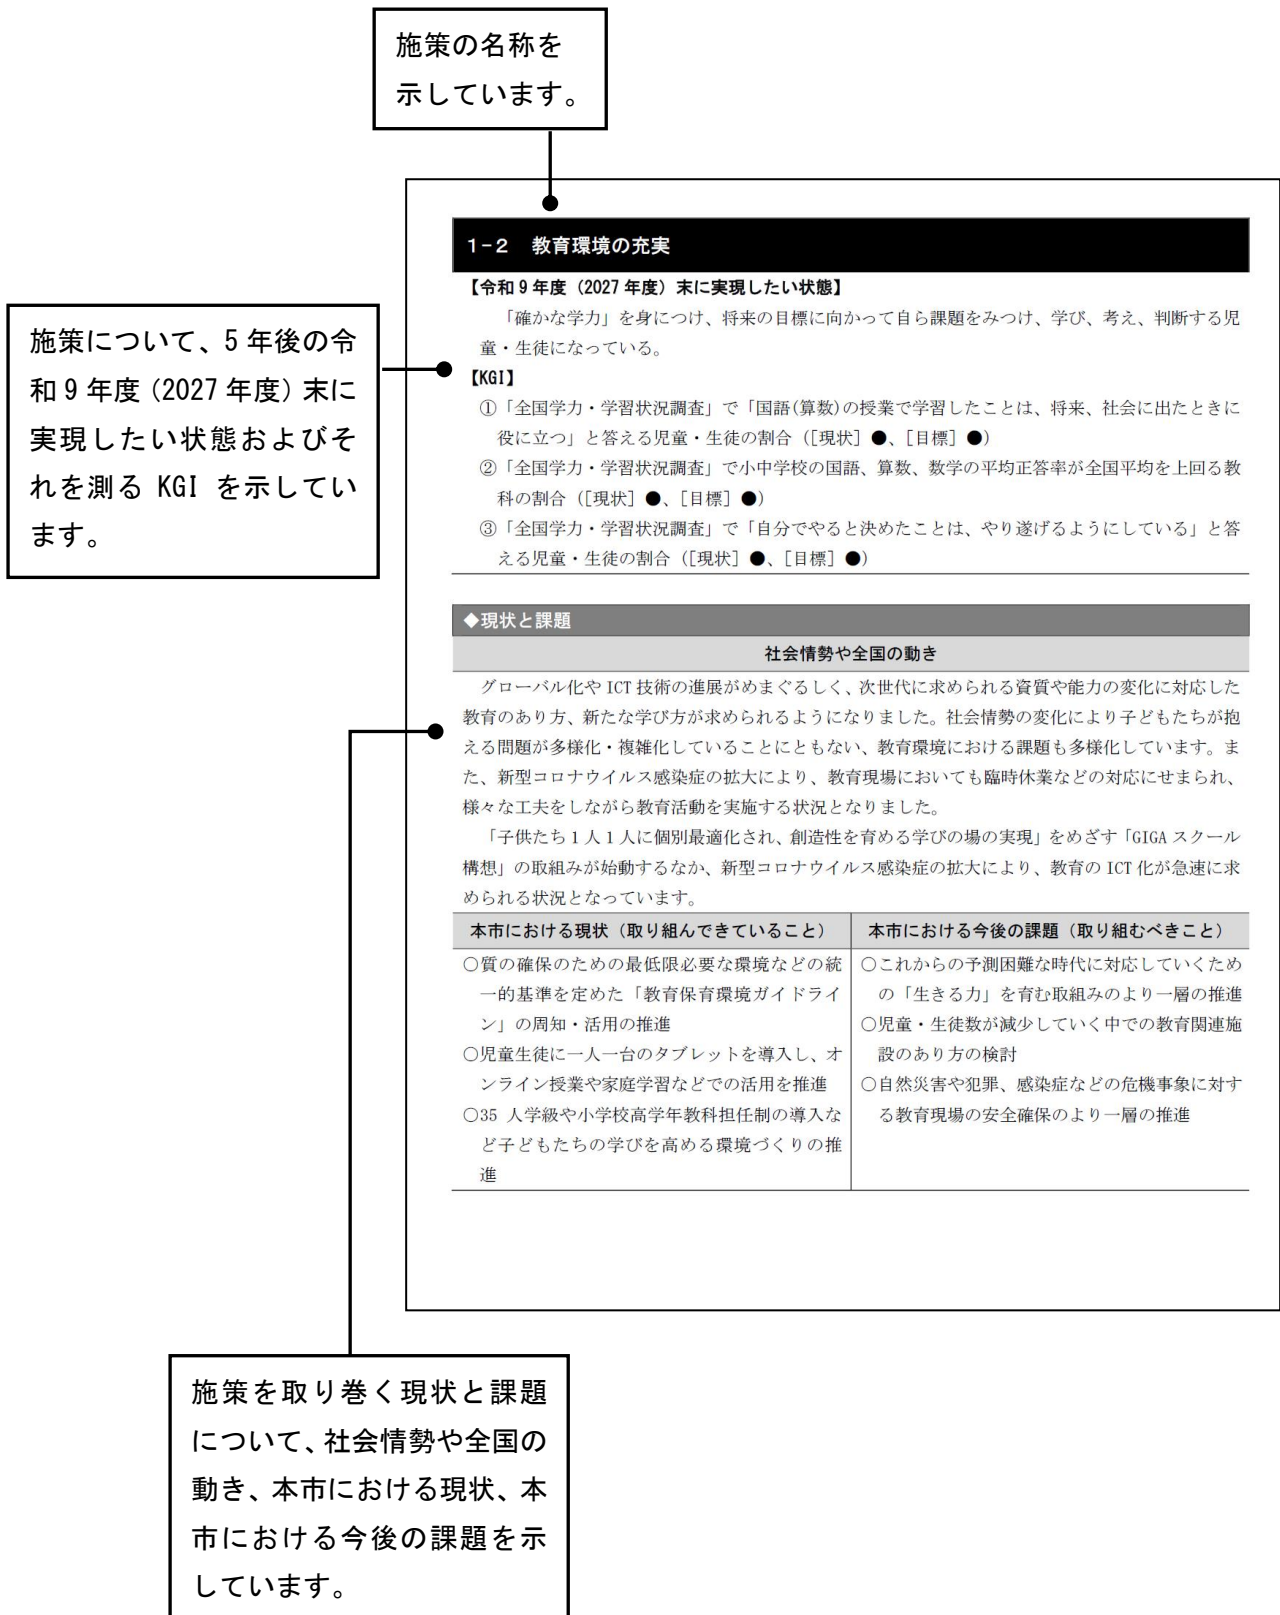 施策の名称を
示しています。
1-2　教育環境の充実
【令和9年度（2027年度）末に実現したい状態】
「確かな学力」を身につけ、将来の目標に向かって自ら課題をみつけ、学び、考え、判断する児
童・生徒になっている。
【KGI】
①「全国学力・学習状況調査」で「国語(算数)の授業で学習したことは、将来、社会に出たときに
役に立つ」と答える児童・生徒の割合（[現状]●、[目標]●）
②「全国学力・学習状況調査」で小中学校の国語、算数、数学の平均正答率が全国平均を上回る教
科の割合（[現状]●、[目標]●）
③「全国学力・学習状況調査」で「自分でやると決めたことは、やり遂げるようにしている」と答
える児童・生徒の割合（[現状]●、[目標]●）
施策について、5年後の令
和9年度（2027年度）末に
実現したい状態およびそ
れを測る KGI を示してい
ます。
◆現状と課題
社会情勢や全国の動き
グローバル化や ICT 技術の進展がめまぐるしく、次世代に求められる資質や能力の変化に対応した
教育のあり方、新たな学び方が求められるようになりました。社会情勢の変化により子どもたちが抱
える問題が多様化・複雑化していることにともない、教育環境における課題も多様化しています。ま
た、新型コロナウイルス感染症の拡大により、教育現場においても臨時休業などの対応にせまられ、
様々な工夫をしながら教育活動を実施する状況となりました。
「子供たち1人1人に個別最適化され、創造性を育める学びの場の実現」をめざす「GIGA スクール
構想」の取組みが始動するなか、新型コロナウイルス感染症の拡大により、教育の ICT 化が急速に求
められる状況となっています。
本市における現状（取り組んできていること）
○質の確保のための最低限必要な環境などの統
一的基準を定めた「教育保育環境ガイドライ
ン」の周知・活用の推進
○児童生徒に一人一台のタブレットを導入し、オ
ンライン授業や家庭学習などでの活用を推進
○35 人学級や小学校高学年教科担任制の導入な
ど子どもたちの学びを高める環境づくりの推
進
本市における今後の課題（取り組むべきこと）
○これからの予測困難な時代に対応していくため
の「生きる力」を育む取組みのより一層の推進
○児童・生徒数が減少していく中での教育関連施
設のあり方の検討
○自然災害や犯罪、感染症などの危機事象に対す
る教育現場の安全確保のより一層の推進
施策を取り巻く現状と課題
について、社会情勢や全国の
動き、本市における現状、本
市における今後の課題を示
しています。